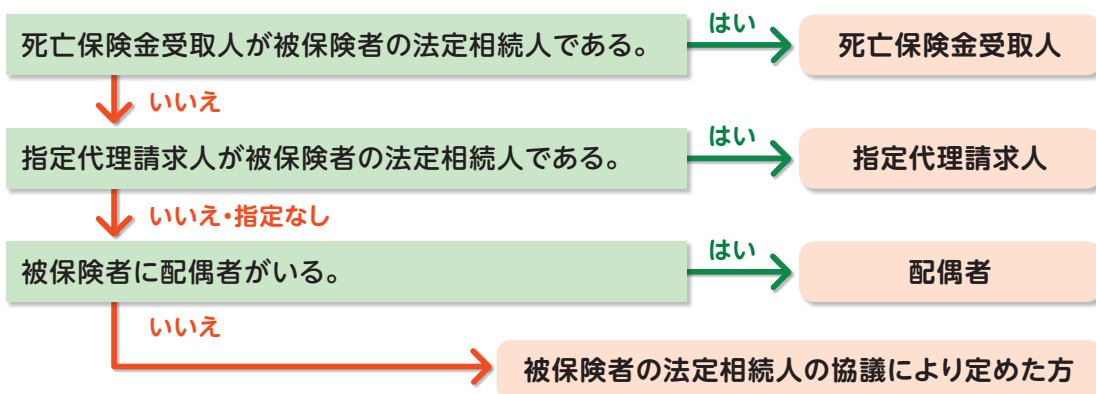 死亡保険金受取人が被保険者の法定相続人である。
はい
死亡保険金受取人
いいえ
指定代理請求人が被保険者の法定相続人である。
はい
指定代理請求人
いいえ・指定なし
被保険者に配偶者がいる。
はい
配偶者
いいえ
被保険者の法定相続人の協議により定めた方